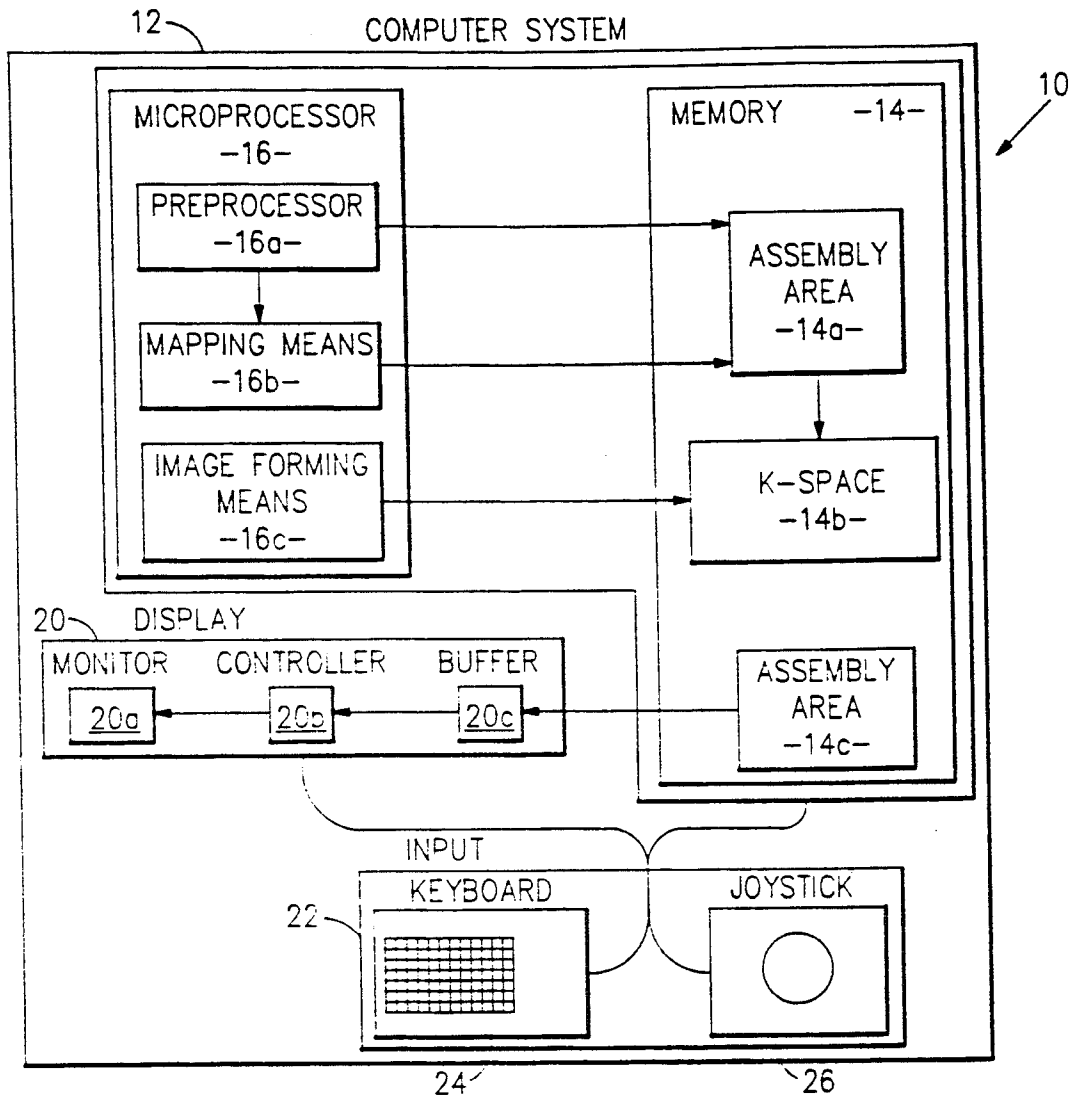 12
COMPUTER SYSTEM
10
MICROPROCESSOR
-16-
MEMORY -14-
PREPROCESSOR
-16a-
ASSEMBLY
AREA
-14a-
MAPPING MEANS
-16b-
IMAGE FORMING
MEANS
-16c-
K-SPACE
-14b-
20
DISPLAY
MONITOR
CONTROLLER
BUFFER
20a
20b
20c
ASSEMBLY
AREA
-14c-
INPUT
KEYBOARD
JOYSTICK
22
24
26